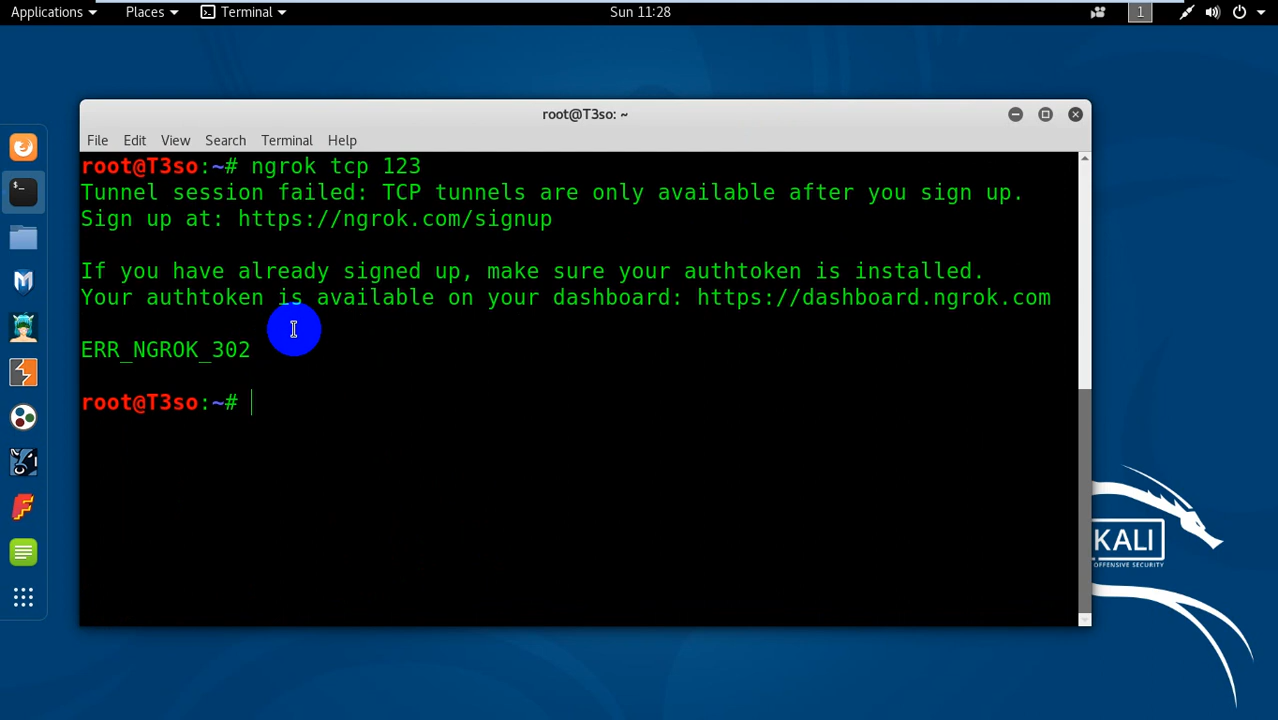 Applications Places Terminal Sun 11:28 1
root@T3so: ~
File Edit View Search Terminal Help
root@T3so:~# ngrok tcp 123
Tunnel session failed: TCP tunnels are only available after you sign up.
Sign up at: https://ngrok.com/signup
If you have already signed up, make sure your authtoken is installed.
Your authtoken is available on your dashboard: https://dashboard.ngrok.com
ERR_NGROK_302
root@T3so:~#
KALI
OFFENSIVE SECURITY